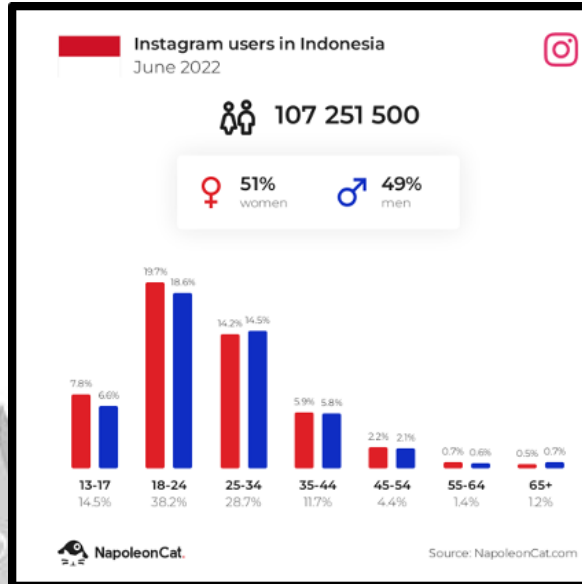 Instagram users in Indonesia
June 2022
107 251 500
51%
women
49%
men
7.8% 6.6%
19.7% 18.6%
14.2% 14.5%
5.9% 5.8%
2.2% 2.1%
0.7% 0.6%
0.5% 0.7%
13-17 18-24 25-34 35-44 45-54 55-64 65+
14.5% 38.2% 28.7% 11.7% 4.4% 1.4% 1.2%
NapoleonCat. Source: NapoleonCat.com